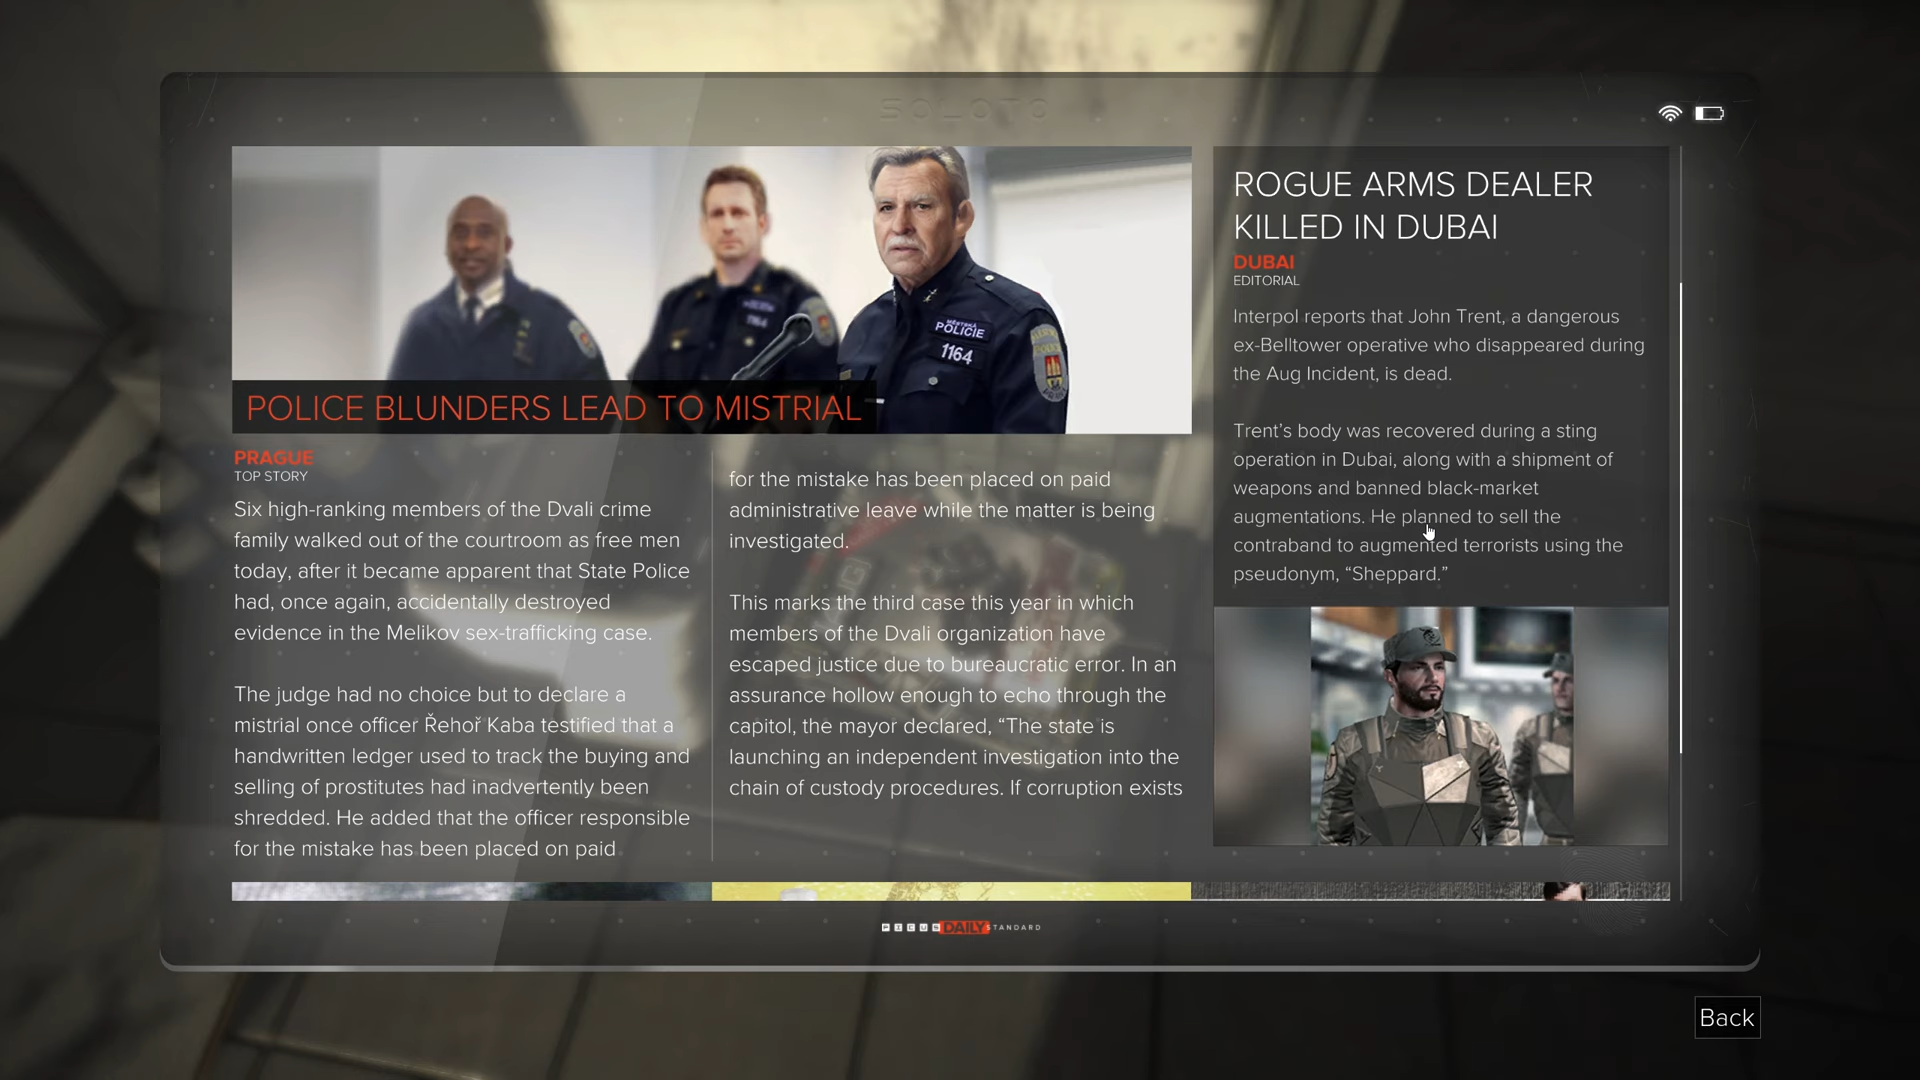 SOLOTO
POLICE BLUNDERS LEAD TO MISTRIAL
MĚSTSKÁ
POLICIE
1164
PRAGUE
TOP STORY
Six high-ranking members of the Dvali crime
family walked out of the courtroom as free men
today, after it became apparent that State Police
had, once again, accidentally destroyed
evidence in the Melikov sex-trafficking case.
The judge had no choice but to declare a
mistrial once officer Řehoř Kaba testified that a
handwritten ledger used to track the buying and
selling of prostitutes had inadvertently been
shredded. He added that the officer responsible
for the mistake has been placed on paid
for the mistake has been placed on paid
administrative leave while the matter is being
investigated.
This marks the third case this year in which
members of the Dvali organization have
escaped justice due to bureaucratic error. In an
assurance hollow enough to echo through the
capitol, the mayor declared, “The state is
launching an independent investigation into the
chain of custody procedures. If corruption exists
ROGUE ARMS DEALER
KILLED IN DUBAI
DUBAI
EDITORIAL
Interpol reports that John Trent, a dangerous
ex-Belltower operative who disappeared during
the Aug Incident, is dead.
Trent’s body was recovered during a sting
operation in Dubai, along with a shipment of
weapons and banned black-market
augmentations. He planned to sell the
contraband to augmented terrorists using the
pseudonym, “Sheppard.”
PICUS DAILY STANDARD
Back